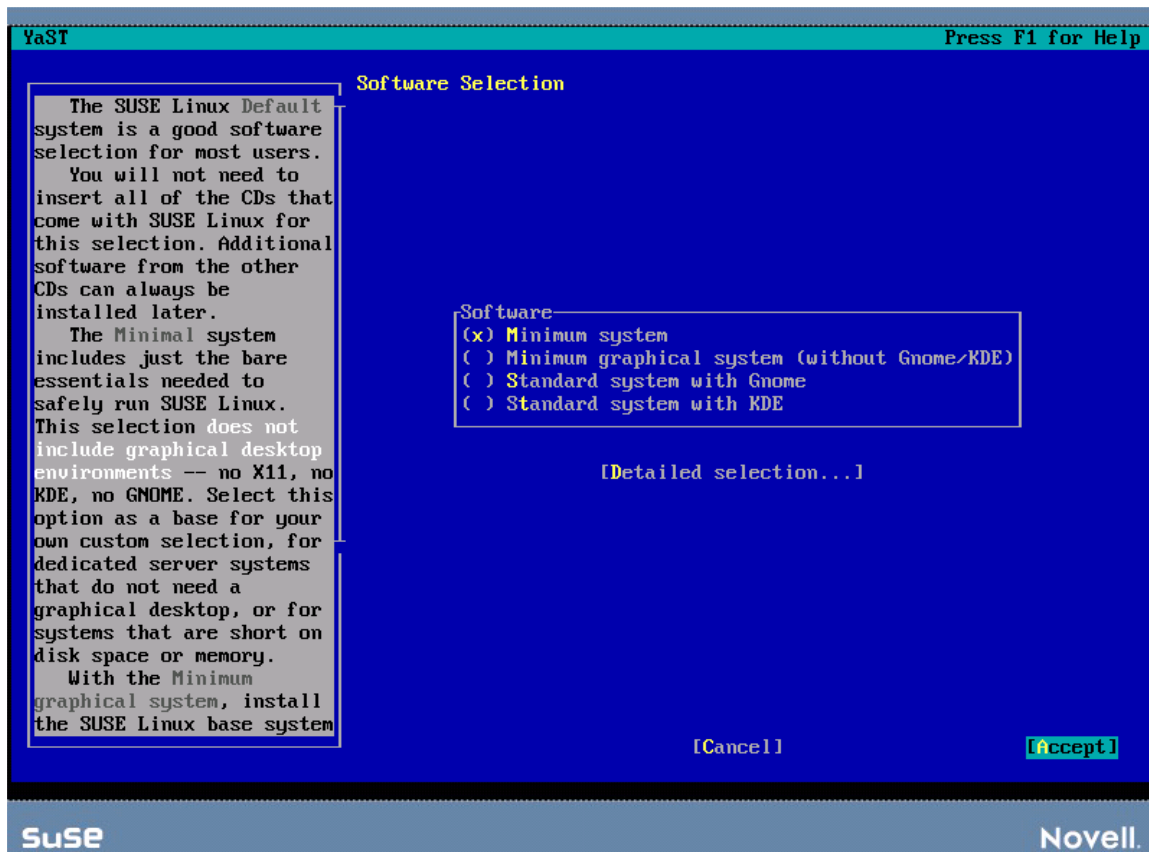 YaST Press F1 for Help
Software Selection
The SUSE Linux Default
system is a good software
selection for most users.
You will not need to
insert all of the CDs that
come with SUSE Linux for
this selection. Additional
software from the other
CDs can always be
installed later.
The Minimal system
includes just the bare
essentials needed to
safely run SUSE Linux.
This selection does not
include graphical desktop
environments -- no X11, no
KDE, no GNOME. Select this
option as a base for your
own custom selection, for
dedicated server systems
that do not need a
graphical desktop, or for
systems that are short on
disk space or memory.
With the Minimum
graphical system, install
the SUSE Linux base system
Software
(x) Minimum system
( ) Minimum graphical system (without Gnome/KDE)
( ) Standard system with Gnome
( ) Standard system with KDE
[Detailed selection...]
[Cancel] [Accept]
SUSE Novell.